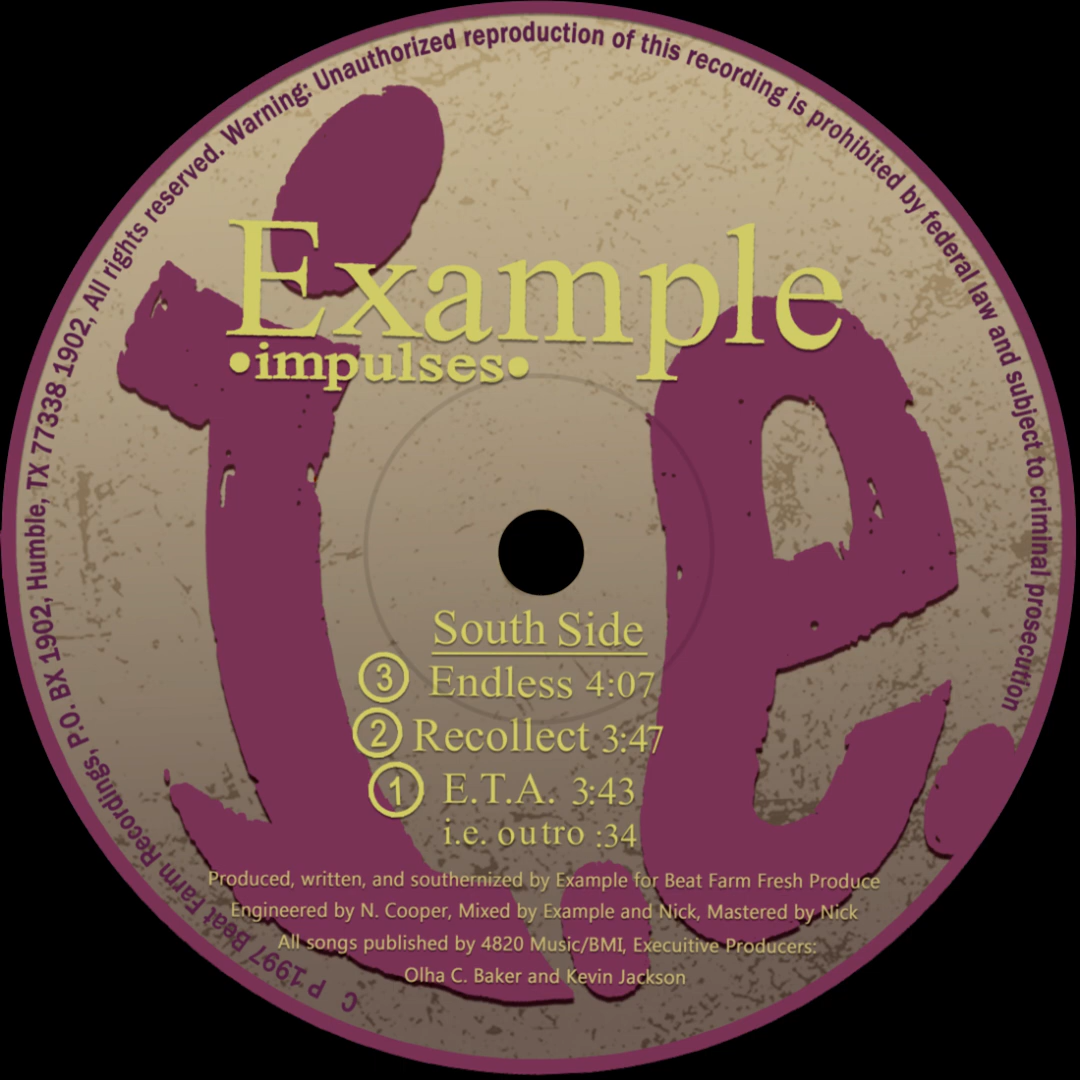 C P 1997 Beat Farm Recordings, P.O. BX 1902, Humble, TX 77338 1902, All rights reserved. Warning: Unauthorized reproduction of this recording is prohibited by federal law and subject to criminal prosecution
i.e.
Example
•impulses•
South Side
3 Endless 4:07
2 Recollect 3:47
1 E.T.A. 3:43
i.e. outro :34
Produced, written, and southernized by Example for Beat Farm Fresh Produce
Engineered by N. Cooper, Mixed by Example and Nick, Mastered by Nick
All songs published by 4820 Music/BMI, Execuitive Producers:
Olha C. Baker and Kevin Jackson